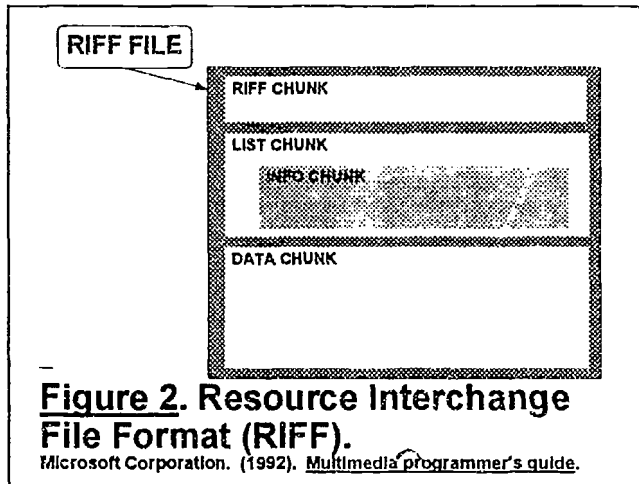 RIFF FILE
RIFF CHUNK
LIST CHUNK
INFO CHUNK
DATA CHUNK
Figure 2. Resource Interchange
File Format (RIFF).
Microsoft Corporation. (1992). Multimedia programmer's guide.